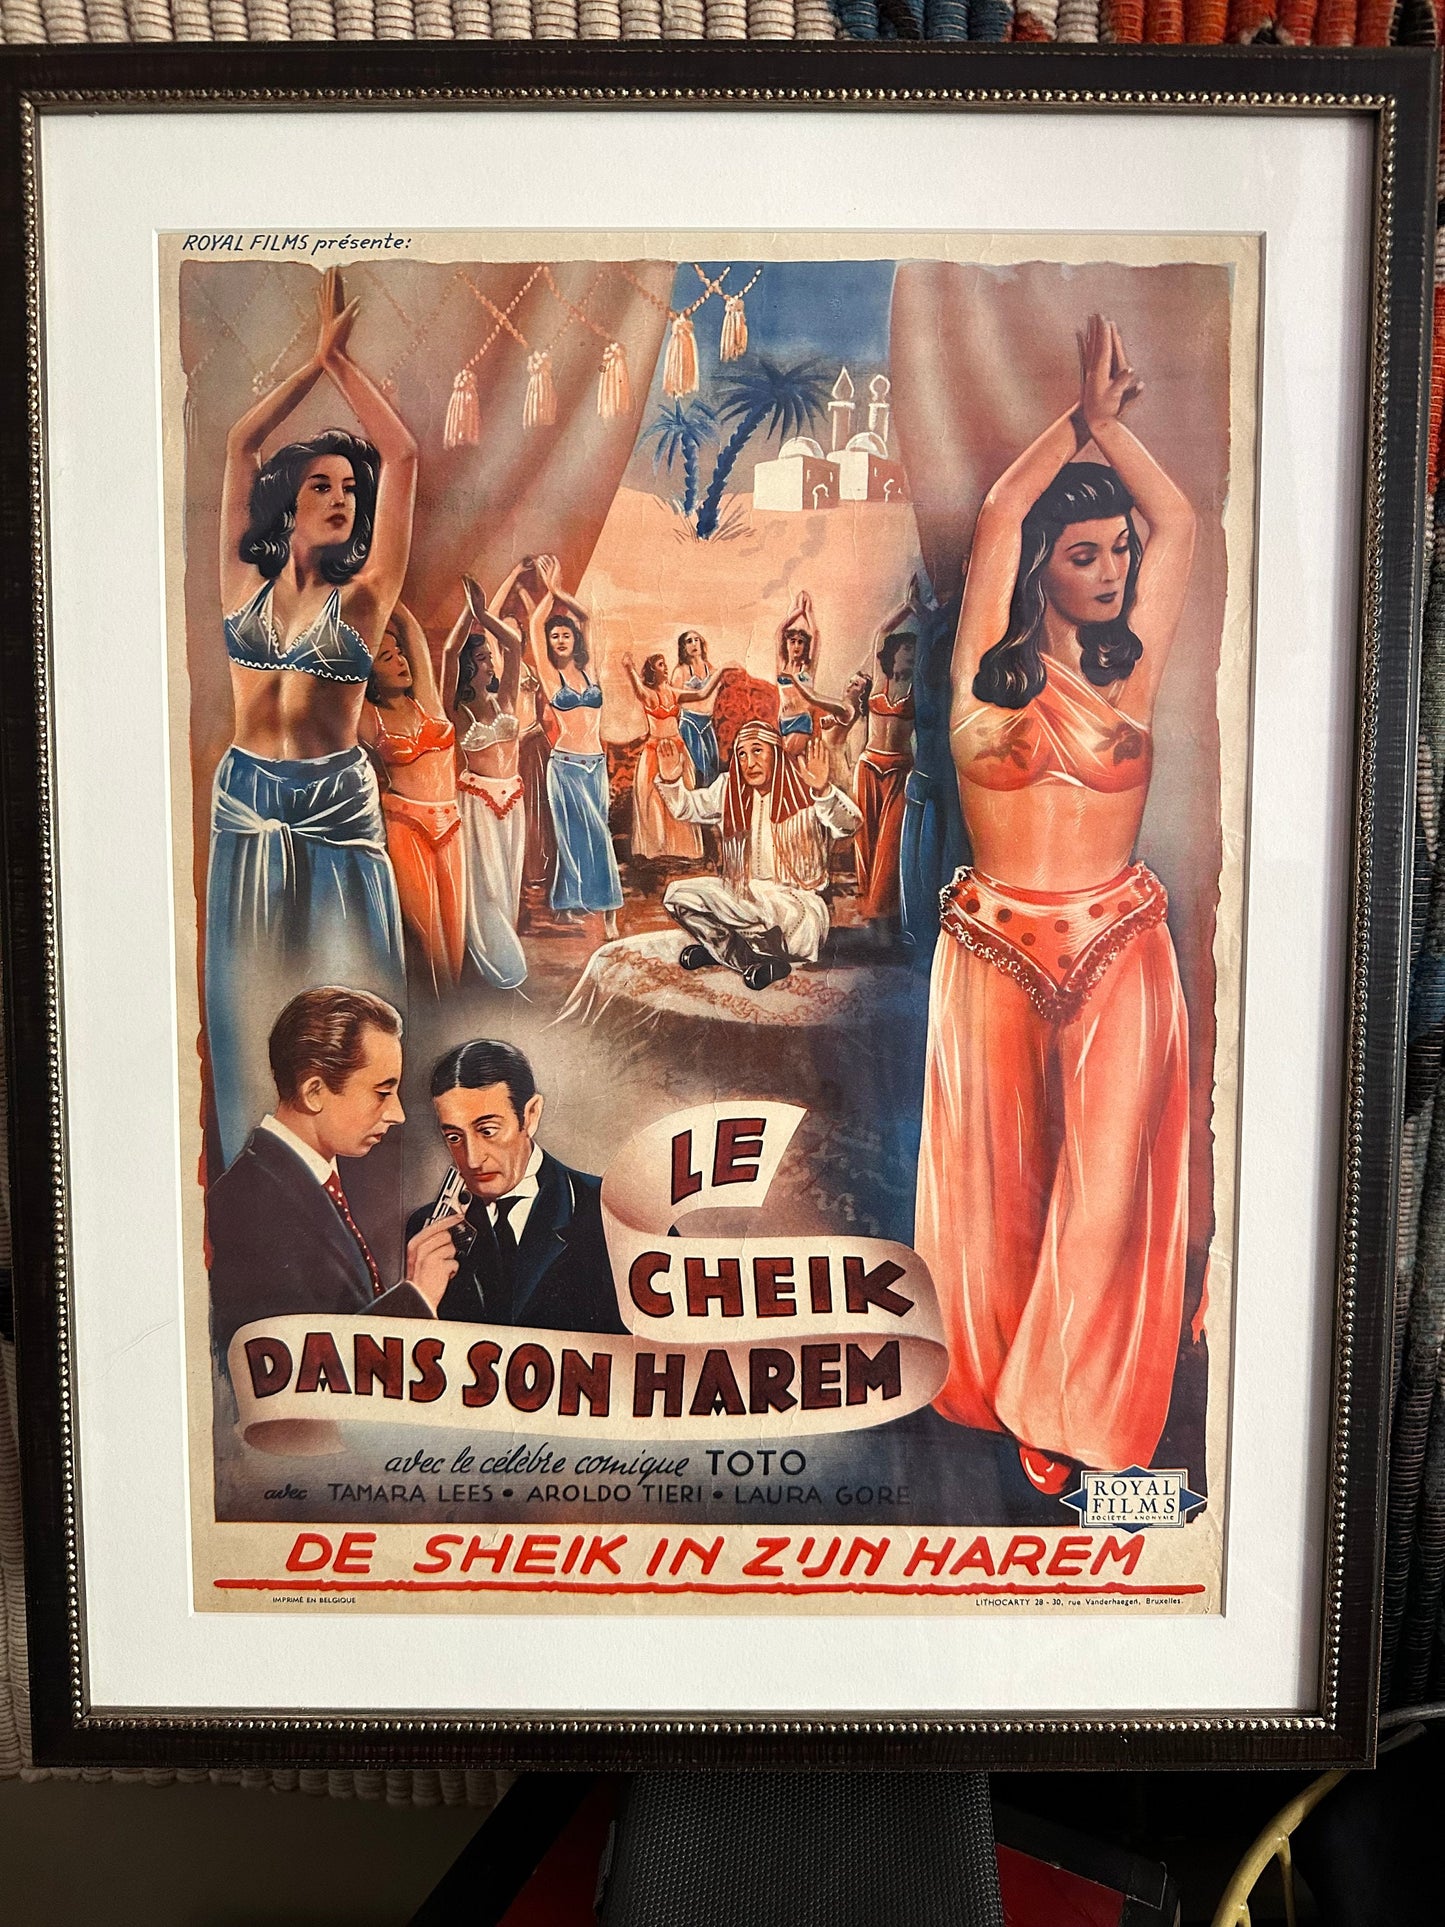 ROYAL FILMS présente:
LE
CHEIK
DANS SON HAREM
avec le célèbre comique TOTO
avec TAMARA LEES • AROLDO TIERI • LAURA GORE
ROYAL
FILMS
SOCIÉTÉ ANONYME
DE SHEIK IN ZIJN HAREM
IMPRIMÉ EN BELGIQUE
LITHOCARTY 28 - 30, rue Vanderhaegen, Bruxelles.